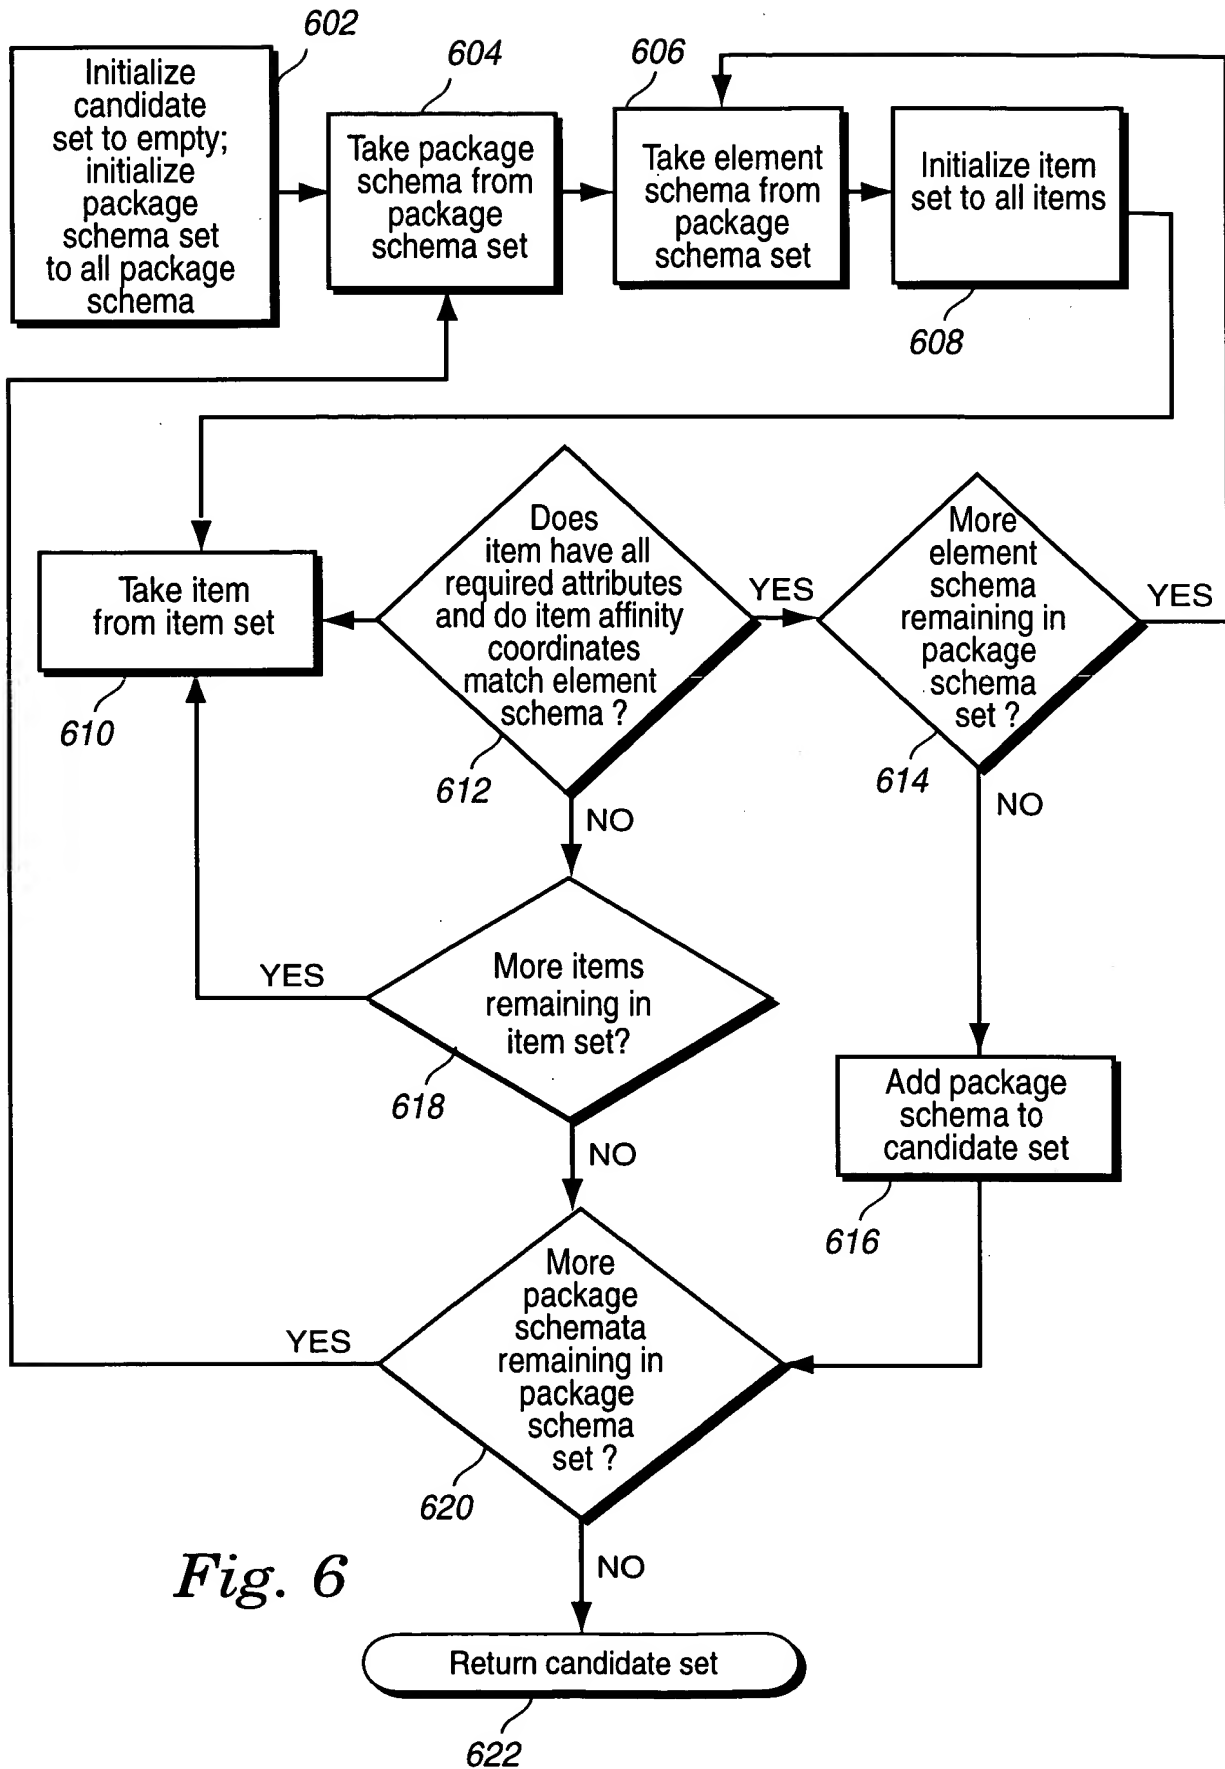 602
Initialize
candidate
set to empty;
initialize
package
schema set
to all package
schema
604
Take package
schema from
package
schema set
606
Take element
schema from
package
schema set
Initialize item
set to all items
608
Take item
from item set
610
Does
item have all
required attributes
and do item affinity
coordinates
match element
schema ?
612
YES
NO
More
element
schema
remaining in
package
schema
set ?
614
YES
NO
More items
remaining in
item set?
618
YES
NO
Add package
schema to
candidate set
616
More
package
schemata
remaining in
package
schema
set ?
620
YES
NO
Fig. 6
Return candidate set
622